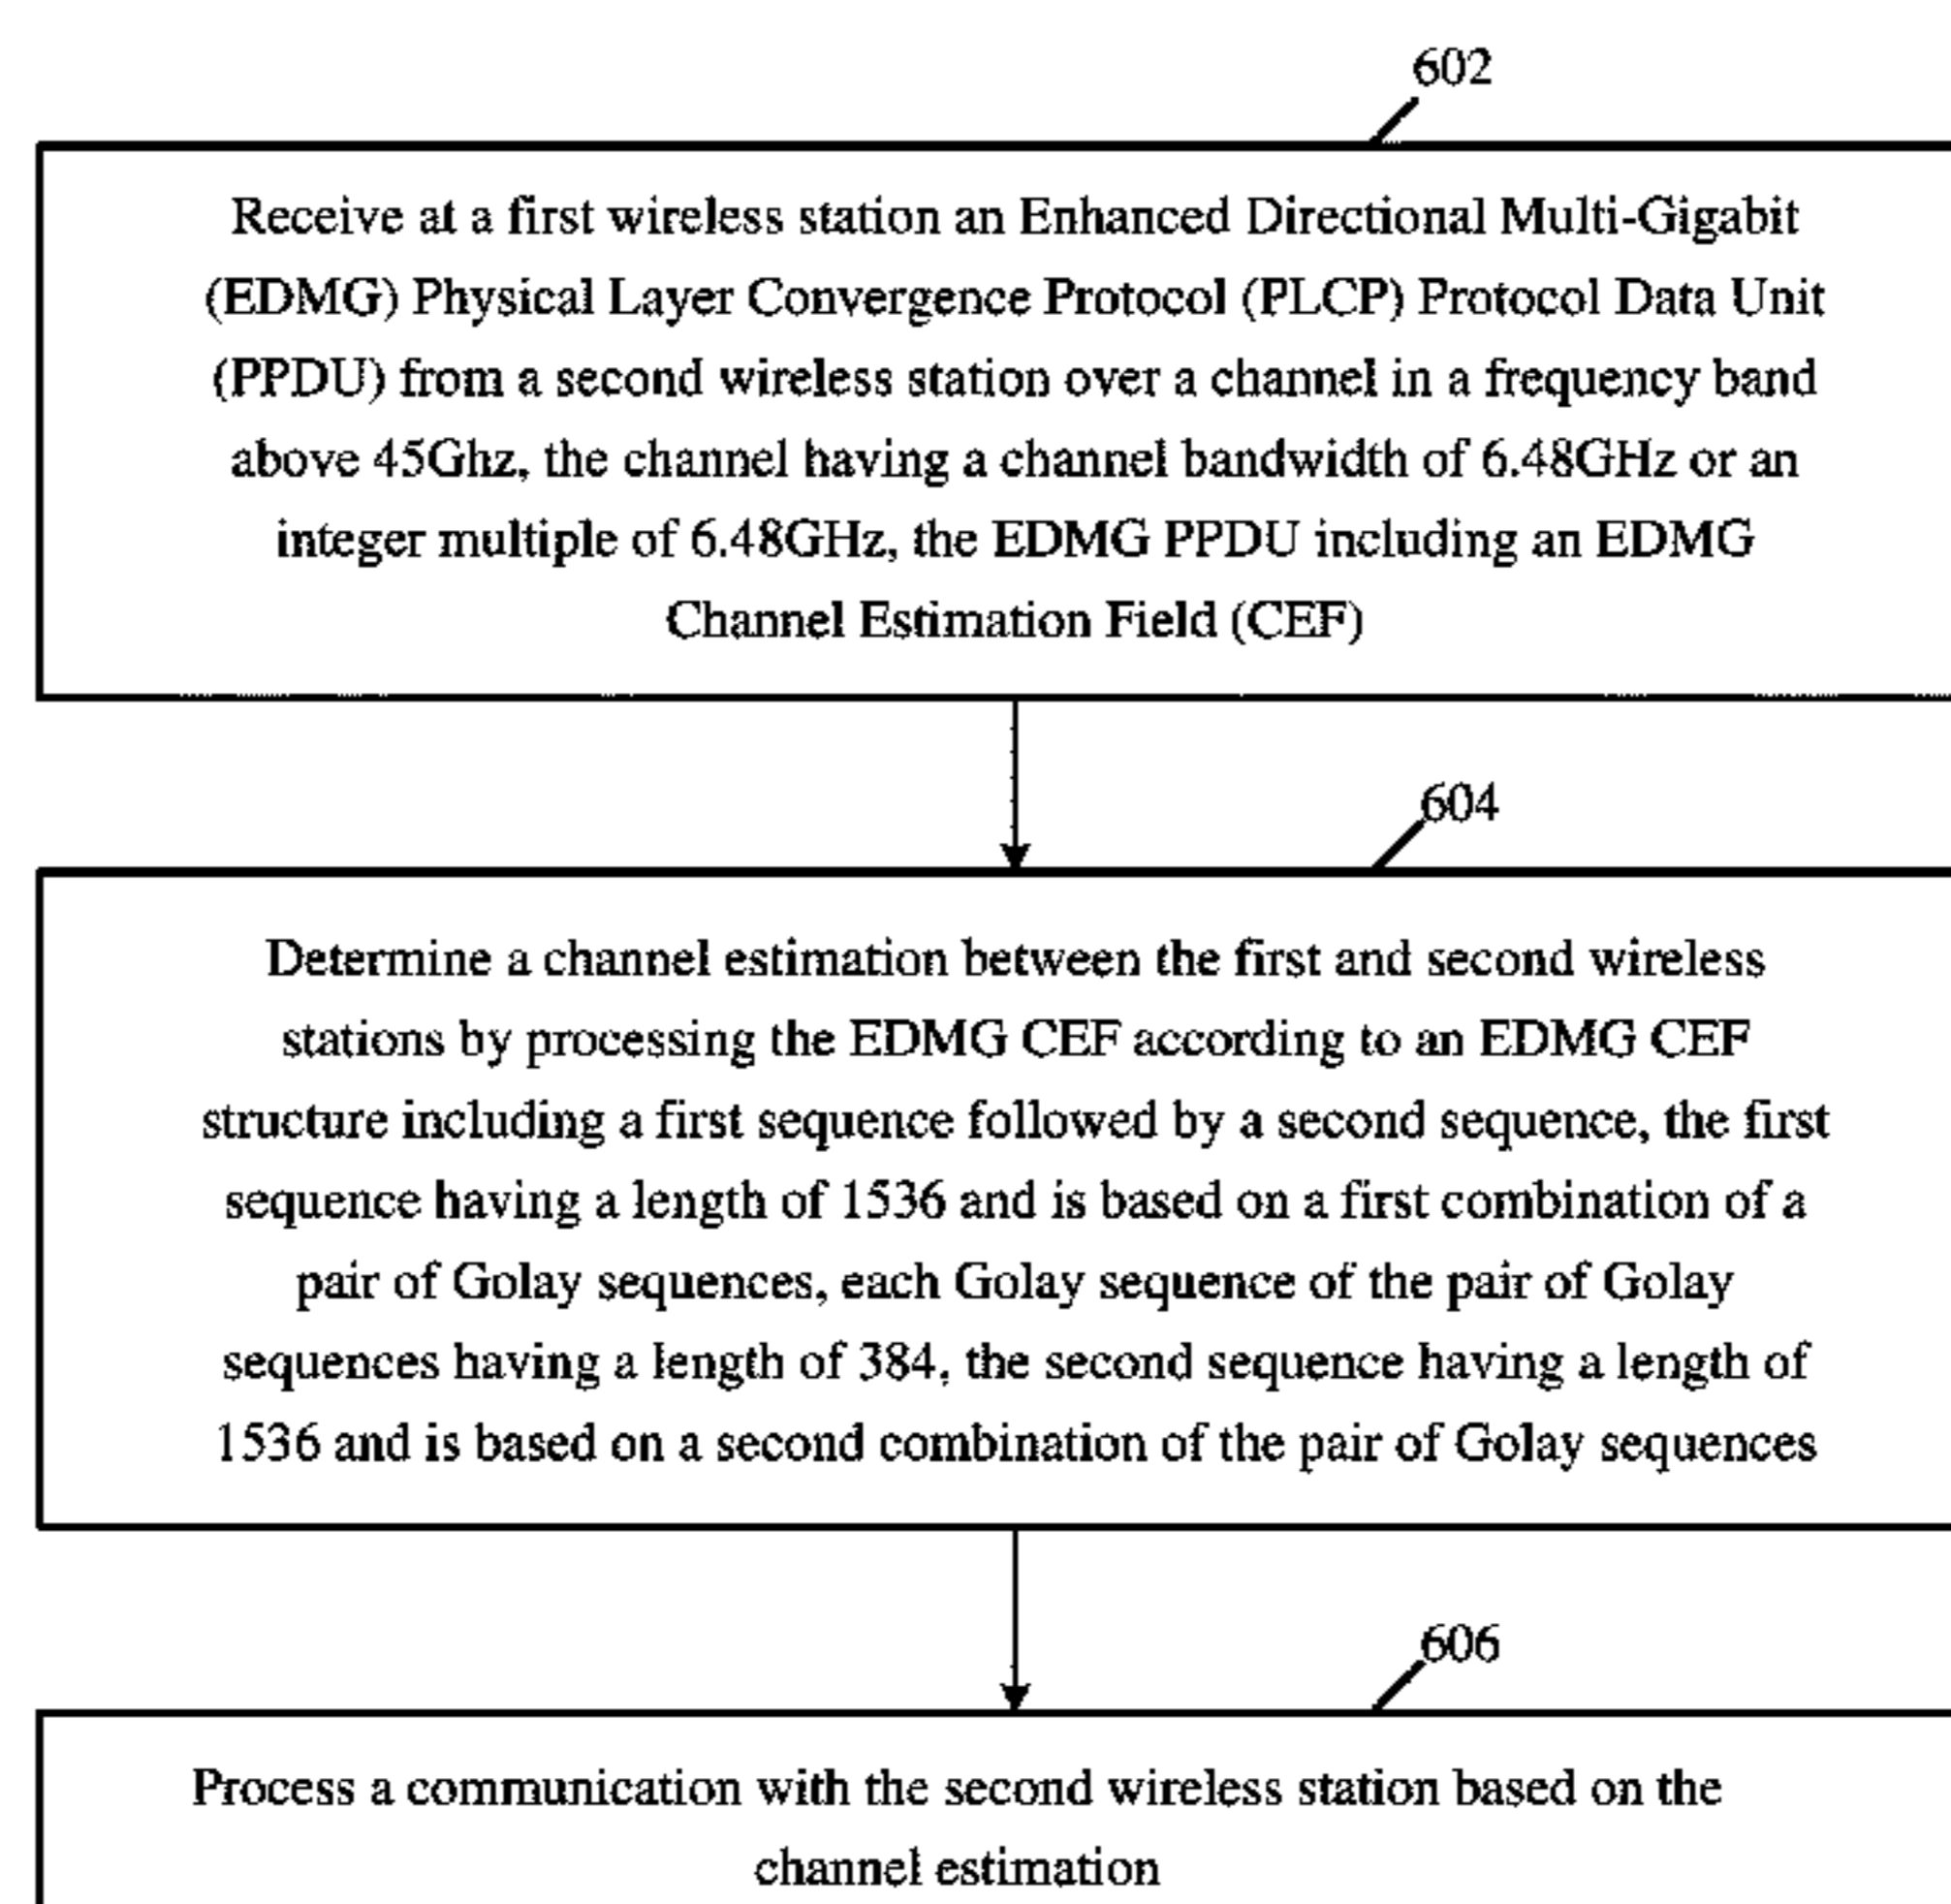 602
Receive at a first wireless station an Enhanced Directional Multi-Gigabit
(EDMG) Physical Layer Convergence Protocol (PLCP) Protocol Data Unit
(PPDU) from a second wireless station over a channel in a frequency band
above 45Ghz, the channel having a channel bandwidth of 6.48GHz or an
integer multiple of 6.48GHz, the EDMG PPDU including an EDMG
Channel Estimation Field (CEF)
604
Determine a channel estimation between the first and second wireless
stations by processing the EDMG CEF according to an EDMG CEF
structure including a first sequence followed by a second sequence, the first
sequence having a length of 1536 and is based on a first combination of a
pair of Golay sequences, each Golay sequence of the pair of Golay
sequences having a length of 384, the second sequence having a length of
1536 and is based on a second combination of the pair of Golay sequences
606
Process a communication with the second wireless station based on the
channel estimation